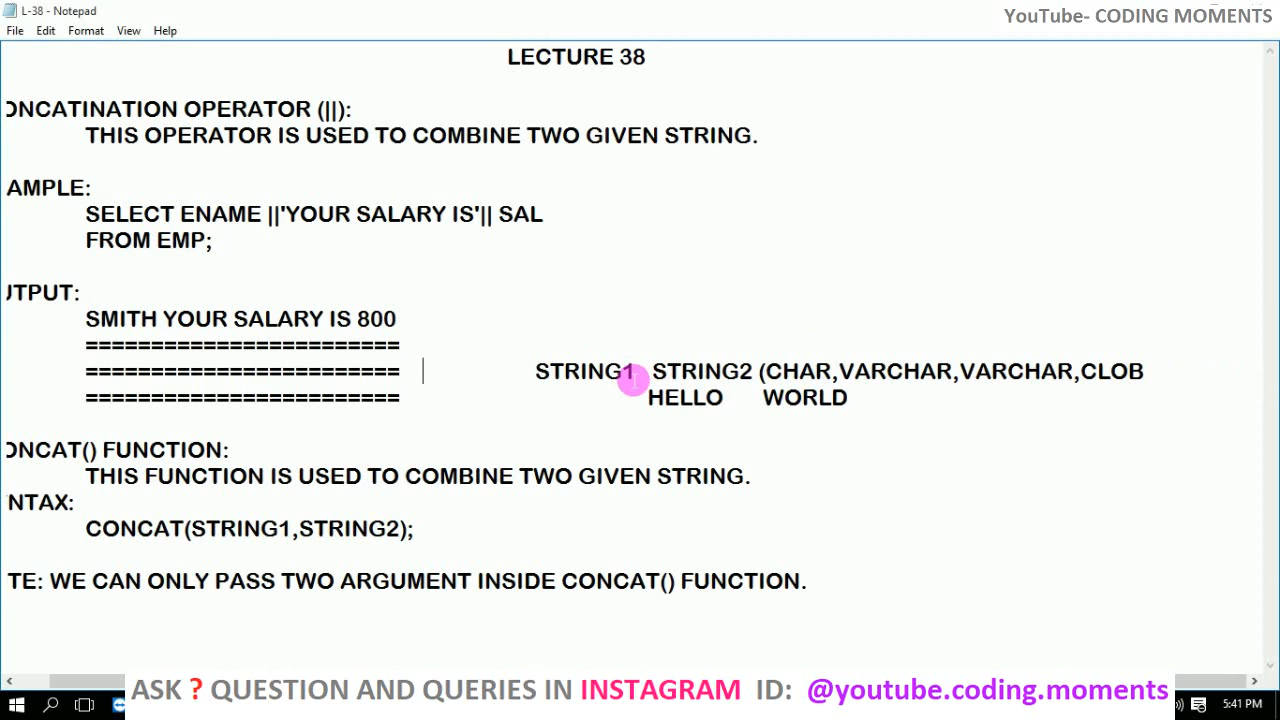 L-38 - Notepad
YouTube- CODING MOMENTS
File Edit Format View Help
LECTURE 38
ONCATINATION OPERATOR (||):
THIS OPERATOR IS USED TO COMBINE TWO GIVEN STRING.
AMPLE:
SELECT ENAME ||'YOUR SALARY IS'|| SAL
FROM EMP;
UTPUT:
SMITH YOUR SALARY IS 800
========================
======================== STRING1 STRING2 (CHAR,VARCHAR,VARCHAR,CLOB
======================== HELLO WORLD
ONCAT() FUNCTION:
THIS FUNCTION IS USED TO COMBINE TWO GIVEN STRING.
NTAX:
CONCAT(STRING1,STRING2);
TE: WE CAN ONLY PASS TWO ARGUMENT INSIDE CONCAT() FUNCTION.
ASK ? QUESTION AND QUERIES IN INSTAGRAM ID: @youtube.coding.moments
5:41 PM